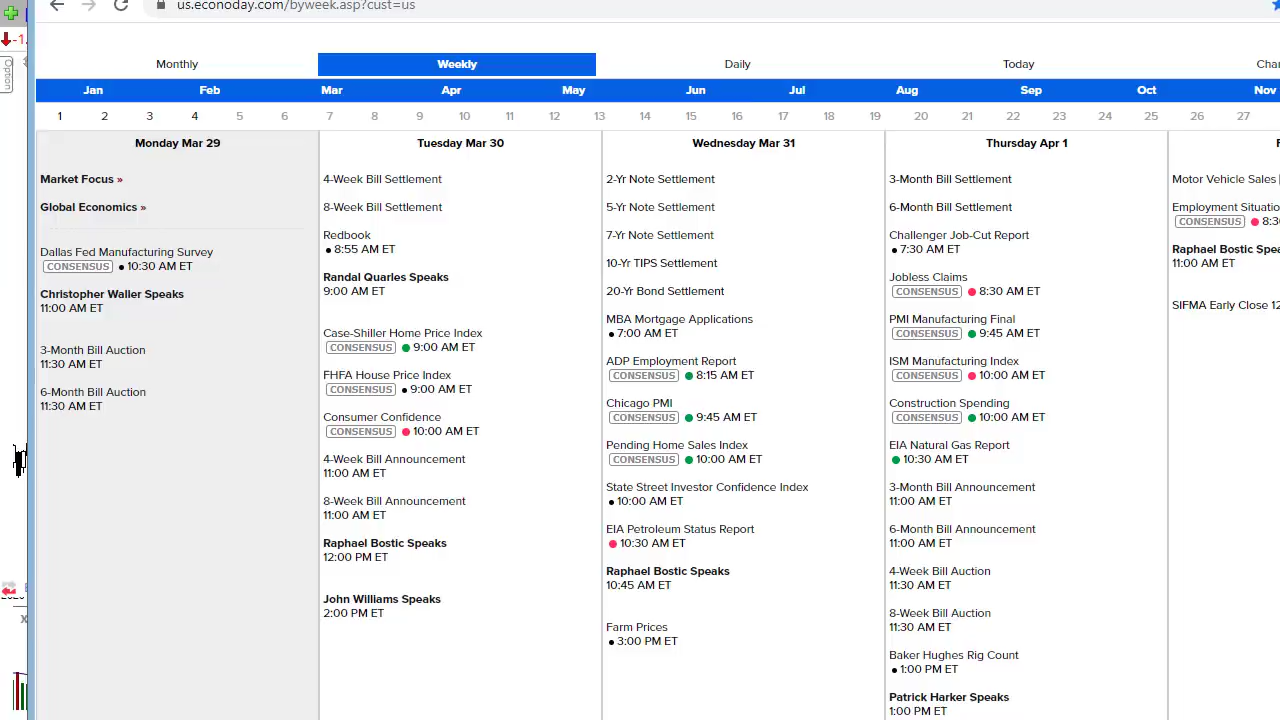 us.econoday.com/byweek.asp?cust=us
-1.
Option
Monthly
Weekly
Daily
Today
Jan Feb Mar Apr May Jun Jul Aug Sep Oct Nov
1 2 3 4 5 6 7 8 9 10 11 12 13 14 15 16 17 18 19 20 21 22 23 24 25 26 27
Monday Mar 29
Market Focus »
Global Economics »
Dallas Fed Manufacturing Survey
CONSENSUS 10:30 AM ET
Christopher Waller Speaks
11:00 AM ET
3-Month Bill Auction
11:30 AM ET
6-Month Bill Auction
11:30 AM ET
Tuesday Mar 30
4-Week Bill Settlement
8-Week Bill Settlement
Redbook
8:55 AM ET
Randal Quarles Speaks
9:00 AM ET
Case-Shiller Home Price Index
CONSENSUS 9:00 AM ET
FHFA House Price Index
CONSENSUS 9:00 AM ET
Consumer Confidence
CONSENSUS 10:00 AM ET
4-Week Bill Announcement
11:00 AM ET
8-Week Bill Announcement
11:00 AM ET
Raphael Bostic Speaks
12:00 PM ET
John Williams Speaks
2:00 PM ET
Wednesday Mar 31
2-Yr Note Settlement
5-Yr Note Settlement
7-Yr Note Settlement
10-Yr TIPS Settlement
20-Yr Bond Settlement
MBA Mortgage Applications
7:00 AM ET
ADP Employment Report
CONSENSUS 8:15 AM ET
Chicago PMI
CONSENSUS 9:45 AM ET
Pending Home Sales Index
CONSENSUS 10:00 AM ET
State Street Investor Confidence Index
10:00 AM ET
EIA Petroleum Status Report
10:30 AM ET
Raphael Bostic Speaks
10:45 AM ET
Farm Prices
3:00 PM ET
Thursday Apr 1
3-Month Bill Settlement
6-Month Bill Settlement
Challenger Job-Cut Report
7:30 AM ET
Jobless Claims
CONSENSUS 8:30 AM ET
PMI Manufacturing Final
CONSENSUS 9:45 AM ET
ISM Manufacturing Index
CONSENSUS 10:00 AM ET
Construction Spending
CONSENSUS 10:00 AM ET
EIA Natural Gas Report
10:30 AM ET
3-Month Bill Announcement
11:00 AM ET
6-Month Bill Announcement
11:00 AM ET
4-Week Bill Auction
11:30 AM ET
8-Week Bill Auction
11:30 AM ET
Baker Hughes Rig Count
1:00 PM ET
Patrick Harker Speaks
1:00 PM ET
Motor Vehicle Sales
Employment Situatio
CONSENSUS 8:3
Raphael Bostic Spea
11:00 AM ET
SIFMA Early Close 12